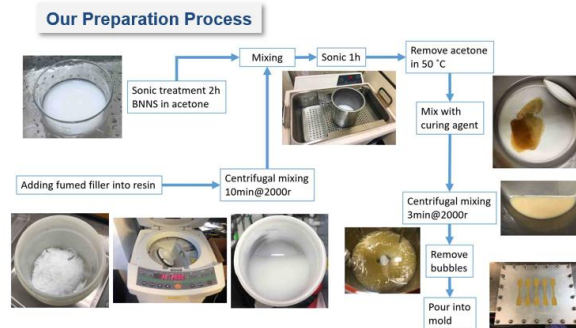 Our Preparation Process
Mixing
Sonic 1h
Remove acetone
in 50 ˚C
Sonic treatment 2h
BNNS in acetone
Mix with
curing agent
Adding fumed filler into resin
Centrifugal mixing
10min@2000r
Centrifugal mixing
3min@2000r
Remove
bubbles
Pour into
mold